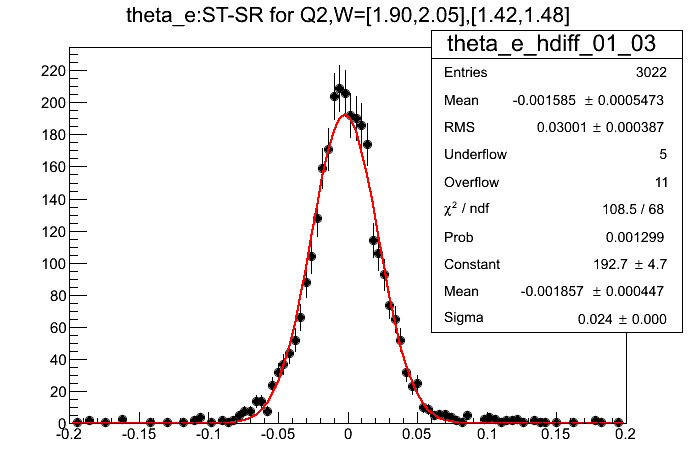 theta_e:ST-SR for Q2,W=[1.90,2.05],[1.42,1.48]
theta_e_hdiff_01_03
Entries 3022
Mean -0.001585 ± 0.0005473
RMS 0.03001 ± 0.000387
Underflow 5
Overflow 11
χ² / ndf 108.5 / 68
Prob 0.001299
Constant 192.7 ± 4.7
Mean -0.001857 ± 0.000447
Sigma 0.024 ± 0.000
220
200
180
160
140
120
100
80
60
40
20
0
-0.2 -0.15 -0.1 -0.05 0 0.05 0.1 0.15 0.2